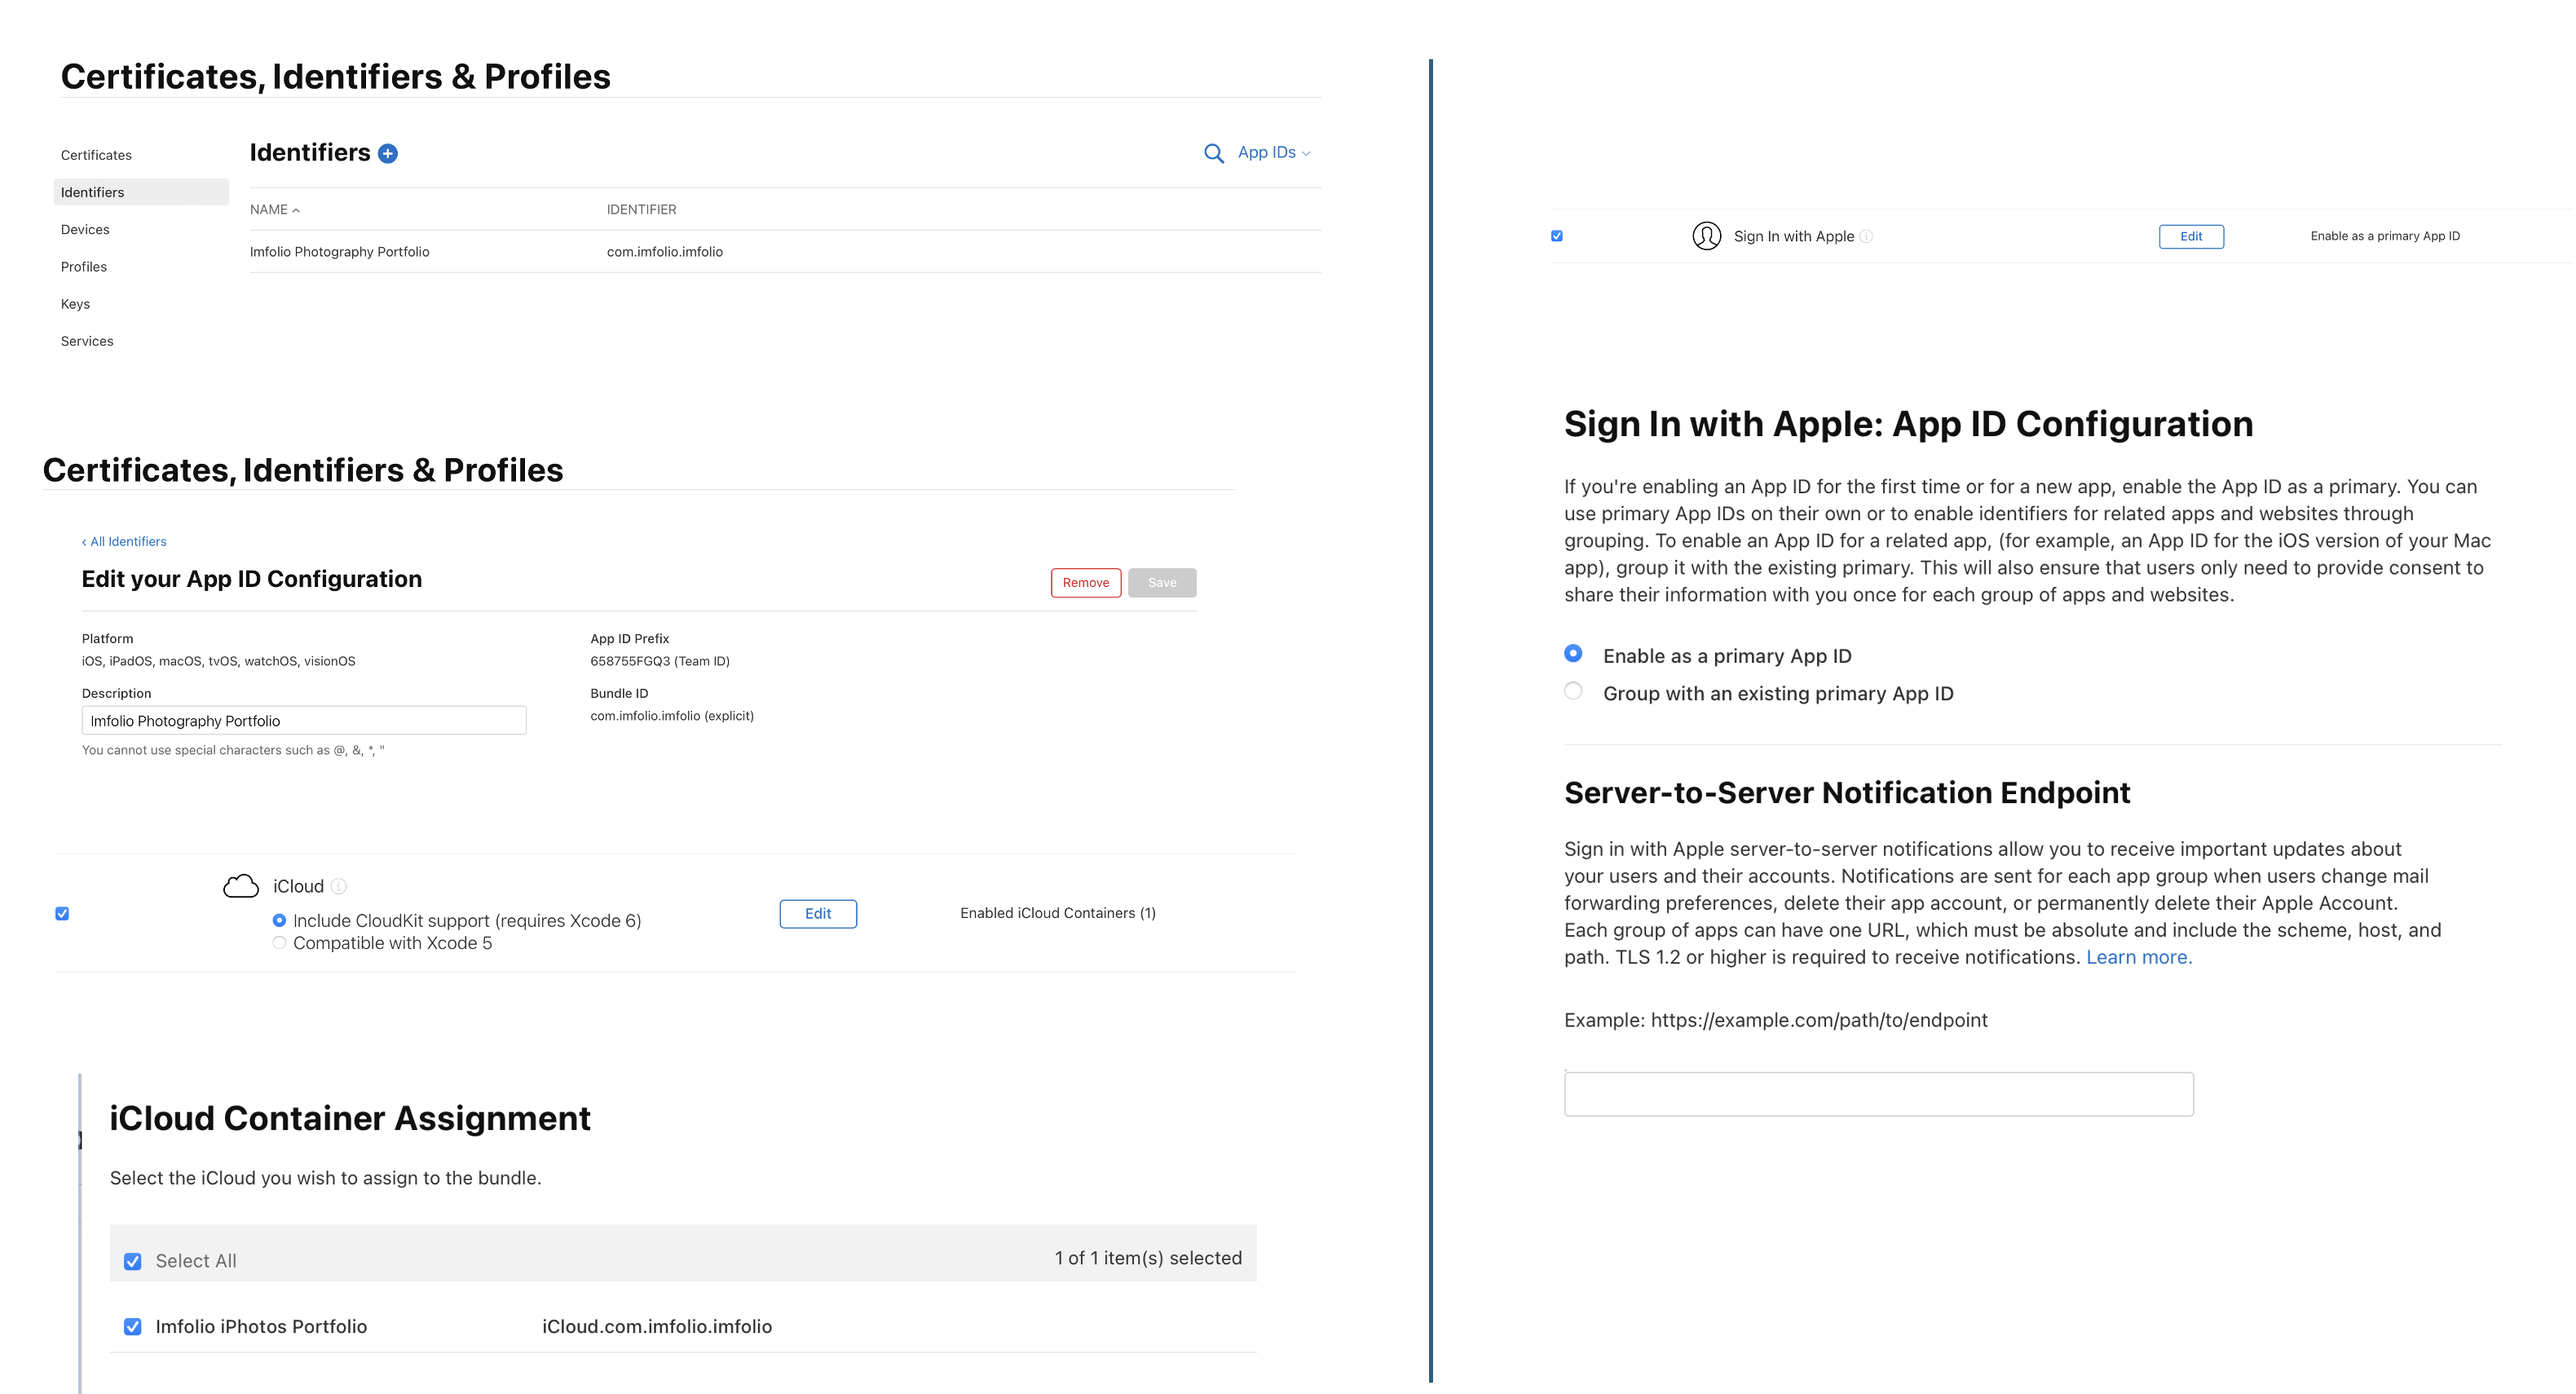 Certificates, Identifiers & Profiles
Certificates
Identifiers
Devices
Profiles
Keys
Services
Identifiers
App IDs
NAME
IDENTIFIER
Imfolio Photography Portfolio
com.imfolio.imfolio
Certificates, Identifiers & Profiles
‹ All Identifiers
Edit your App ID Configuration
Remove
Save
Platform
iOS, iPadOS, macOS, tvOS, watchOS, visionOS
App ID Prefix
658755FGQ3 (Team ID)
Description
Imfolio Photography Portfolio
You cannot use special characters such as @, &, *, "
Bundle ID
com.imfolio.imfolio (explicit)
iCloud
Include CloudKit support (requires Xcode 6)
Compatible with Xcode 5
Edit
Enabled iCloud Containers (1)
iCloud Container Assignment
Select the iCloud you wish to assign to the bundle.
Select All
1 of 1 item(s) selected
Imfolio iPhotos Portfolio
iCloud.com.imfolio.imfolio
Sign In with Apple
Edit
Enable as a primary App ID
Sign In with Apple: App ID Configuration
If you're enabling an App ID for the first time or for a new app, enable the App ID as a primary. You can
use primary App IDs on their own or to enable identifiers for related apps and websites through
grouping. To enable an App ID for a related app, (for example, an App ID for the iOS version of your Mac
app), group it with the existing primary. This will also ensure that users only need to provide consent to
share their information with you once for each group of apps and websites.
Enable as a primary App ID
Group with an existing primary App ID
Server-to-Server Notification Endpoint
Sign in with Apple server-to-server notifications allow you to receive important updates about
your users and their accounts. Notifications are sent for each app group when users change mail
forwarding preferences, delete their app account, or permanently delete their Apple Account.
Each group of apps can have one URL, which must be absolute and include the scheme, host, and
path. TLS 1.2 or higher is required to receive notifications. Learn more.
Example: https://example.com/path/to/endpoint